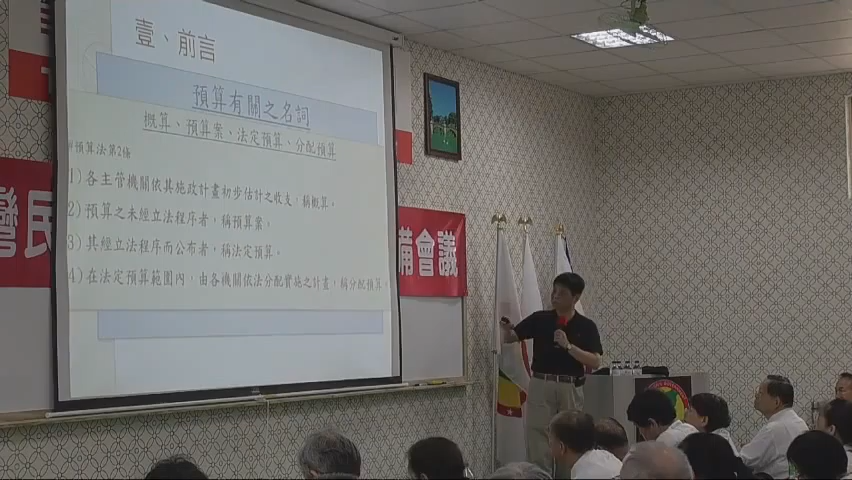 壹、前言
預算有關之名詞
概算、預算案、法定預算、分配預算
#預算法第2條
1)各主管機關依其施政計畫初步估計之收支，稱概算。
2)預算之未經立法程序者，稱預算案。
3)其經立法程序而公布者，稱法定預算。
4)在法定預算範圍內，由各機關依法分配實施之計畫，稱分配預算。
灣民
備會議